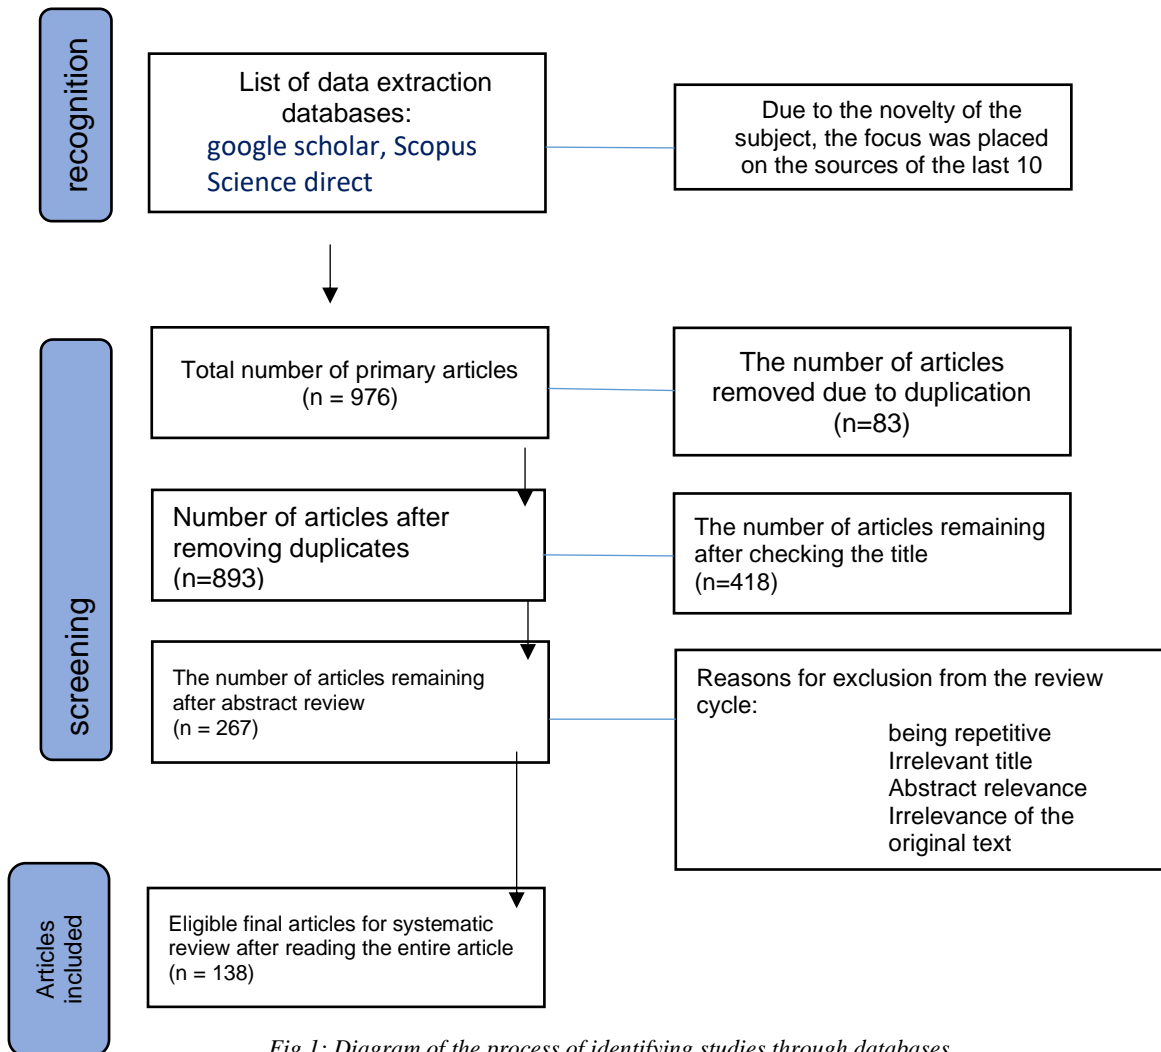 recognition
List of data extraction
databases:
google scholar, Scopus
Science direct
Due to the novelty of the
subject, the focus was placed
on the sources of the last 10
screening
Total number of primary articles
(n = 976)
The number of articles
removed due to duplication
(n=83)
Number of articles after
removing duplicates
(n=893)
The number of articles remaining
after checking the title
(n=418)
The number of articles remaining
after abstract review
(n = 267)
Reasons for exclusion from the review
cycle:
being repetitive
Irrelevant title
Abstract relevance
Irrelevance of the
original text
Articles
included
Eligible final articles for systematic
review after reading the entire article
(n = 138)
Fig 1: Diagram of the process of identifying studies through databases